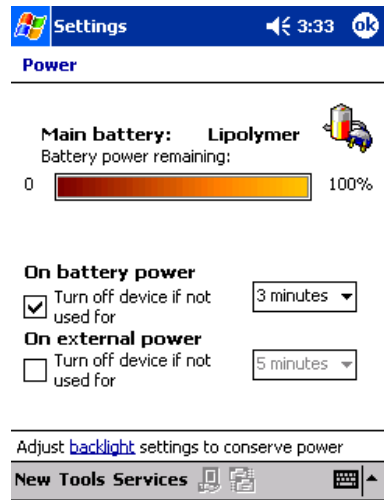 Settings 3:33 ok
Power
Main battery: Lipolymer
Battery power remaining:
0 100%
On battery power
Turn off device if not
used for
3 minutes
On external power
Turn off device if not
used for
5 minutes
Adjust backlight settings to conserve power
New Tools Services